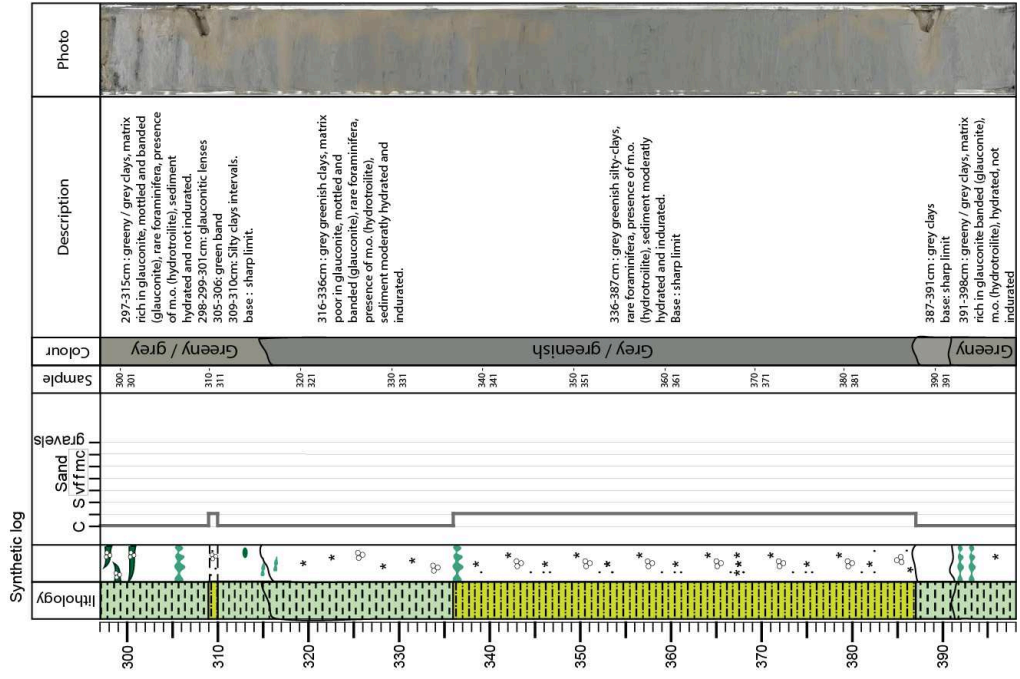 Synthetic log
lithology
C
S
vf
f
f
m
c
Sand
gravels
Sample
Colour
Description
Photo
300
301
310
311
320
321
330
331
340
341
350
351
360
361
370
371
380
381
390
391
Greeny / grey
Grey / greenish
Greeny
297-315cm : greeny / grey clays, matrix
rich in glauconite, mottled and banded
(glauconite), rare foraminifera, presence
of m.o. (hydrotroilite), sediment
hydrated and not indurated.
298-299-301cm: glauconitic lenses
305-306: green band
309-310cm: Silty clays intervals.
base : sharp limit.
316-336cm : grey greenish clays, matrix
poor in glauconite, mottled and
banded (glauconite), rare foraminifera,
presence of m.o. (hydrotroilite),
sediment moderately hydrated and
indurated.
336-387cm : grey greenish silty-clays,
rare foraminifera, presence of m.o.
(hydrotroilite), sediment moderately
hydrated and indurated.
Base : sharp limit
387-391cm : grey clays
base: sharp limit
391-398cm : greeny / grey clays, matrix
rich in glauconite banded (glauconite),
m.o. (hydrotroilite), hydrated, not
indurated
300
310
320
330
340
350
360
370
380
390